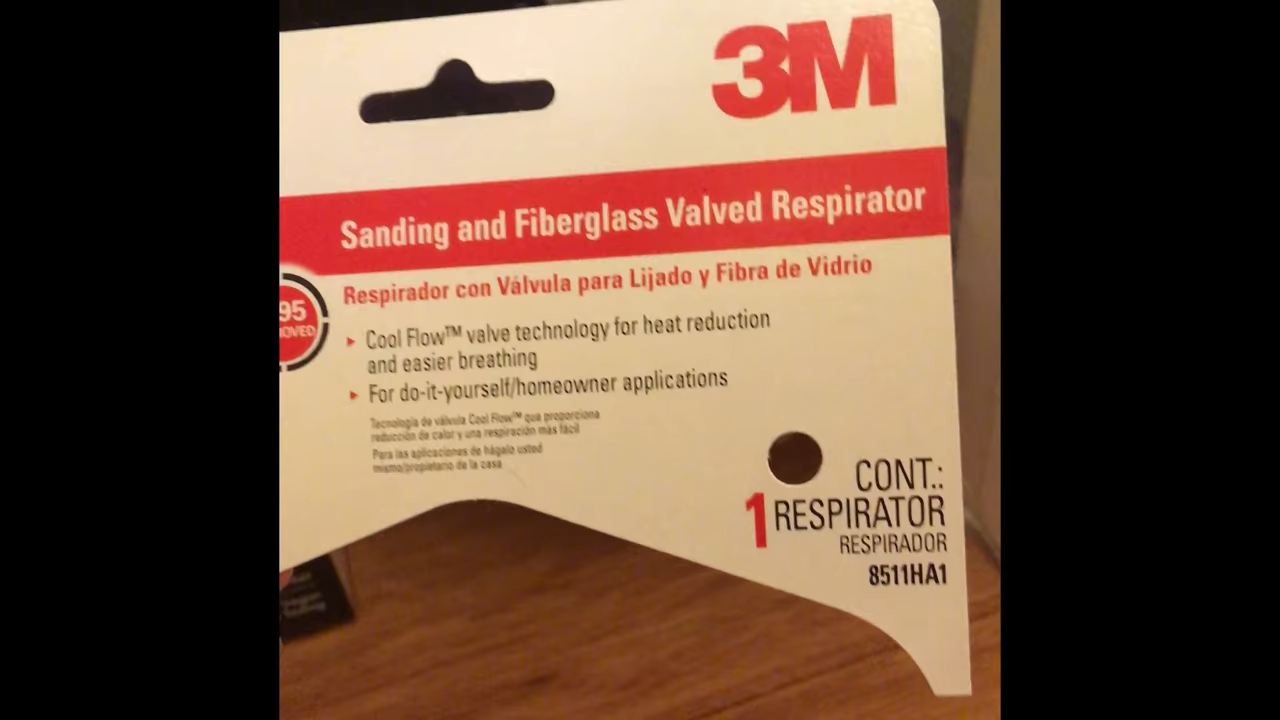 3M
Sanding and Fiberglass Valved Respirator
Respirador con Válvula para Lijado y Fibra de Vidrio
95
OVED
▸ Cool Flow™ valve technology for heat reduction
and easier breathing
▸ For do-it-yourself/homeowner applications
Tecnología de válvula Cool Flow™ que proporciona
reducción de calor y una respiración más fácil
Para las aplicaciones de hágalo usted
mismo/propietario de la casa
CONT.:
1 RESPIRATOR
RESPIRADOR
8511HA1